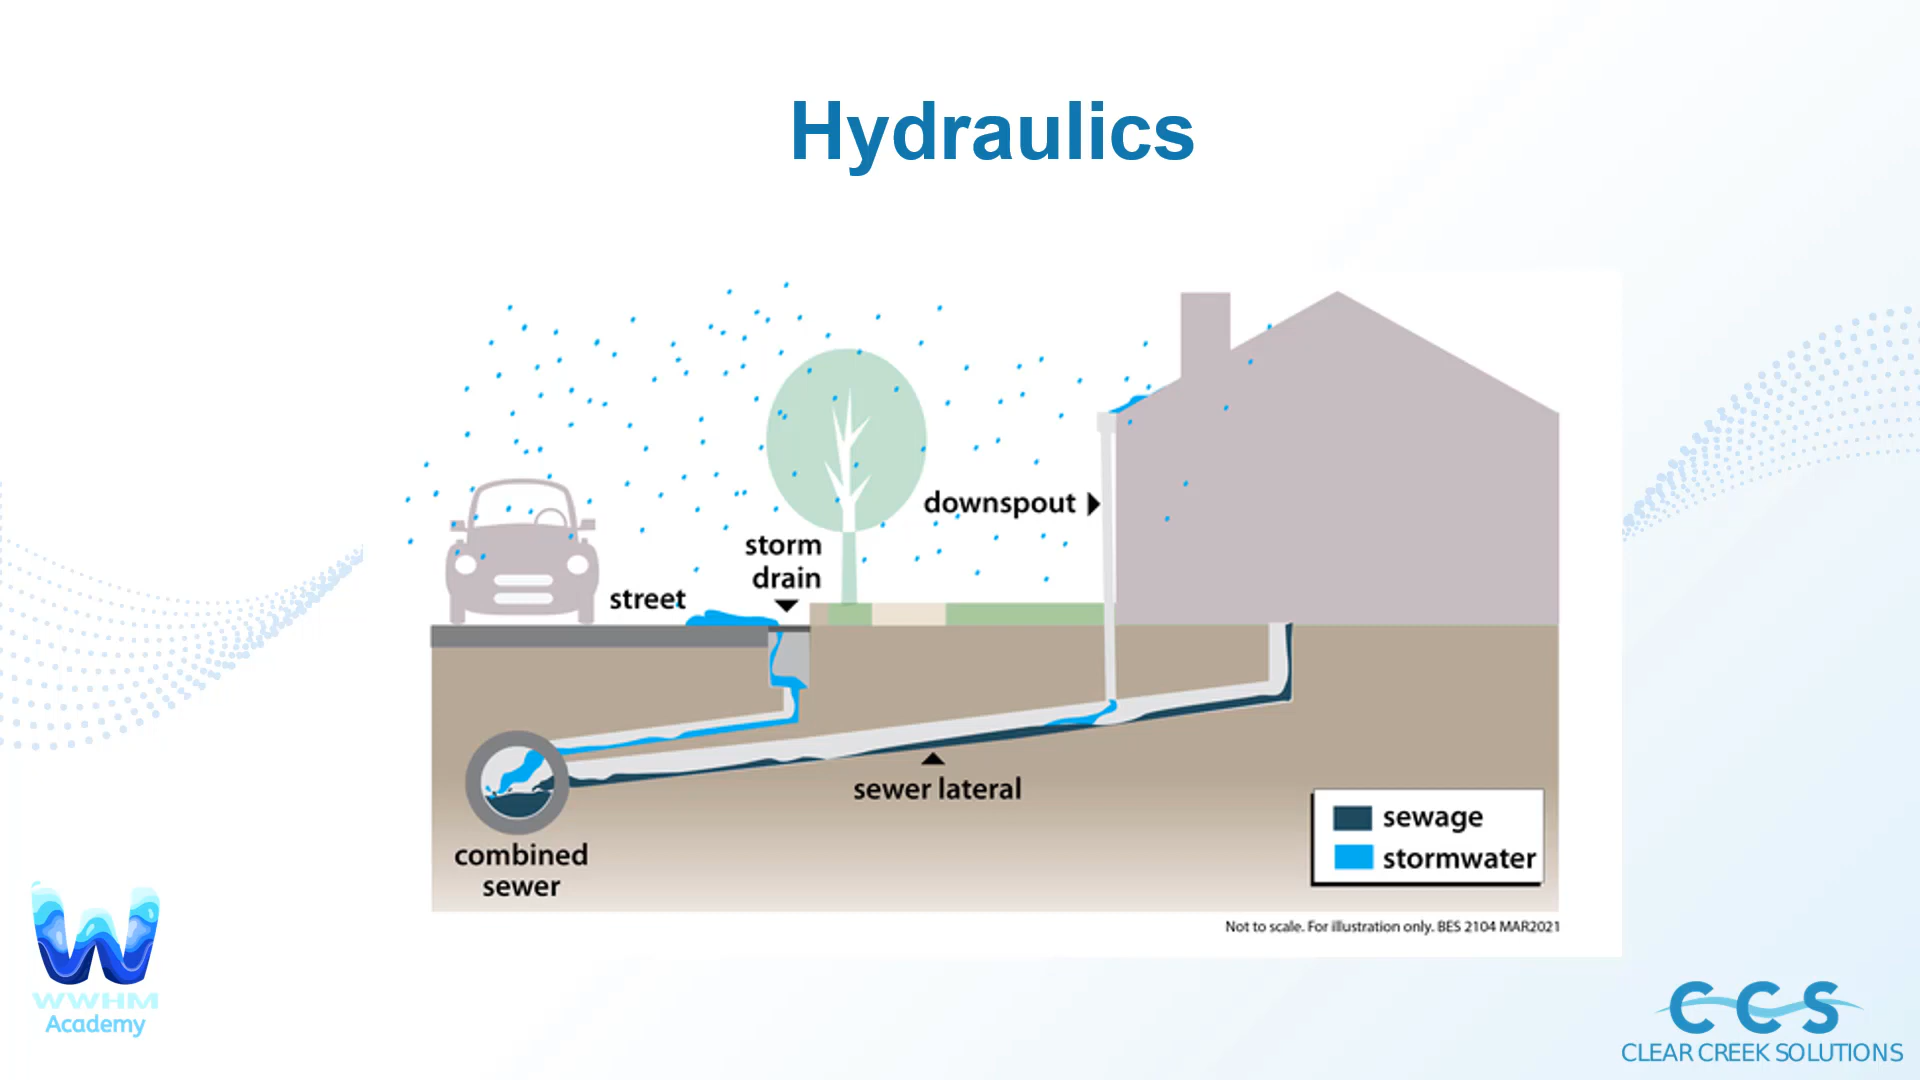 Hydraulics
downspout
storm
drain
street
sewer lateral
combined
sewer
sewage
stormwater
Not to scale. For illustration only. BES 2104 MAR2021
W
WWHM
Academy
CCS
CLEAR CREEK SOLUTIONS